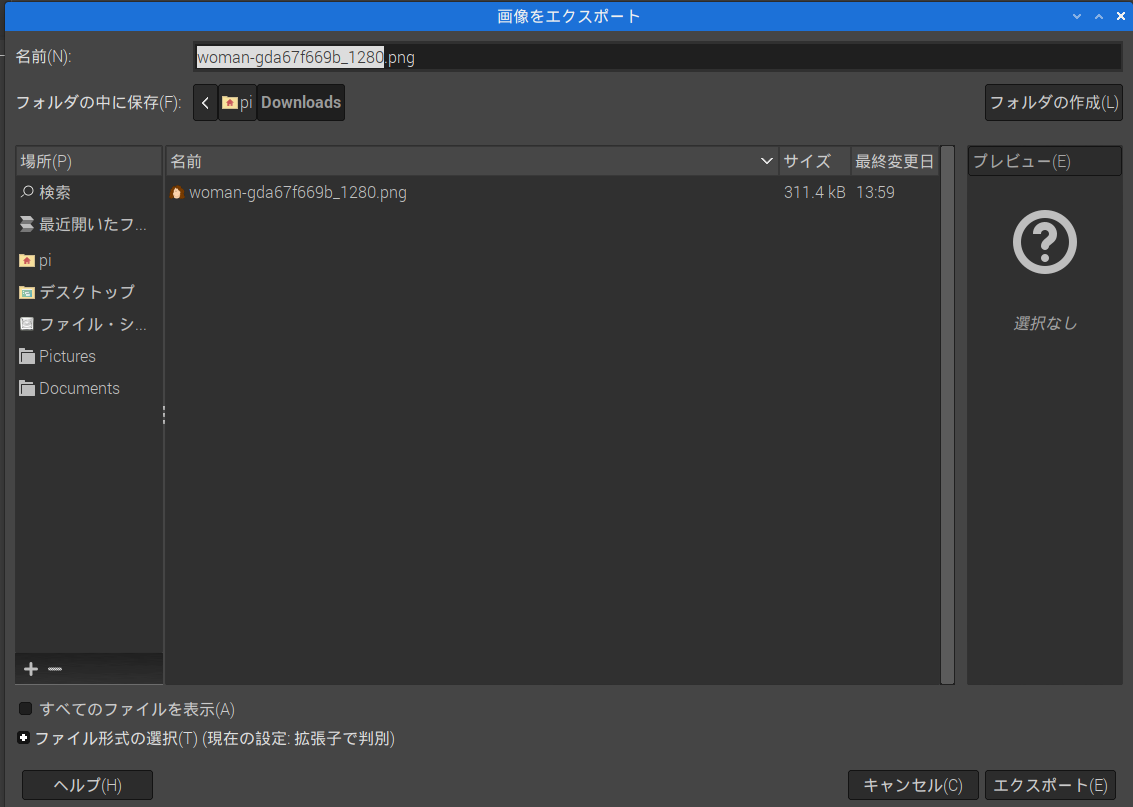 画像をエクスポート
名前(N):
woman-gda67f669b_1280.png
フォルダの中に保存(F):
pi
Downloads
フォルダの作成(L)
場所(P)
検索
最近開いたフ...
pi
デスクトップ
ファイル・シ...
Pictures
Documents
名前 サイズ 最終変更日
woman-gda67f669b_1280.png 311.4 kB 13:59
プレビュー(E)
選択なし
すべてのファイルを表示(A)
ファイル形式の選択(T) (現在の設定: 拡張子で判別)
ヘルプ(H)
キャンセル(C)
エクスポート(E)